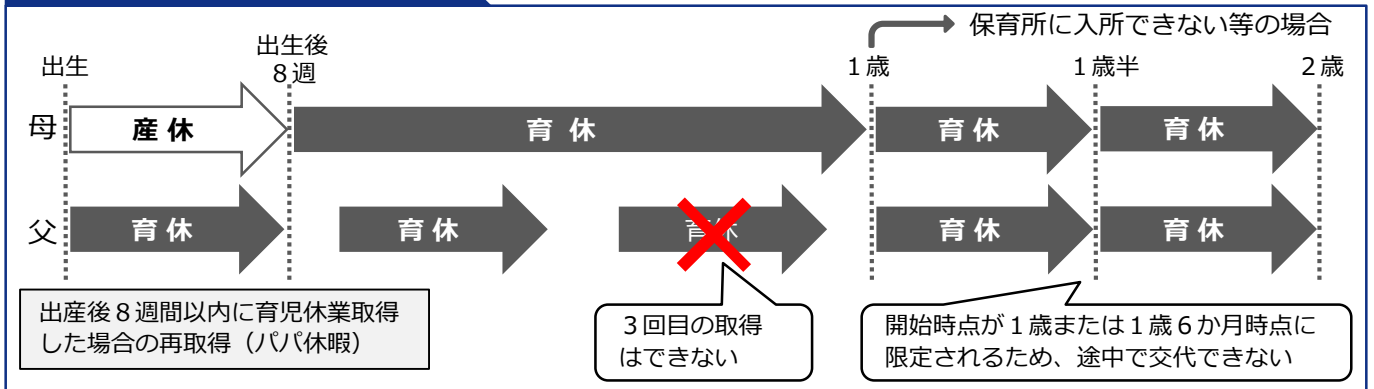 保育所に入所できない等の場合
出生
出生後
８週
１歳
１歳半
２歳
母
産 休
育 休
育 休
育 休
父
育 休
育 休
育休
育 休
育 休
出産後８週間以内に育児休業取得
した場合の再取得（パパ休暇）
３回目の取得
はできない
開始時点が１歳または１歳６か月時点に
限定されるため、途中で交代できない